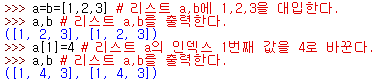 >>> a=b=[1,2,3] # 리스트 a,b에 1,2,3을 대입한다.
>>> a,b # 리스트 a,b를 출력한다.
([1, 2, 3], [1, 2, 3])
>>> a[1]=4 # 리스트 a의 인덱스 1번째 값을 4로 바꾼다.
>>> a,b # 리스트 a,b를 출력한다.
([1, 4, 3], [1, 4, 3])